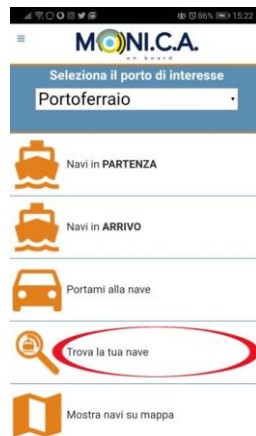 86% 15:22
MONI.C.A.
on board
Seleziona il porto di interesse
Portoferraio
Navi in PARTENZA
Navi in ARRIVO
Portami alla nave
Trova la tua nave
Mostra navi su mappa